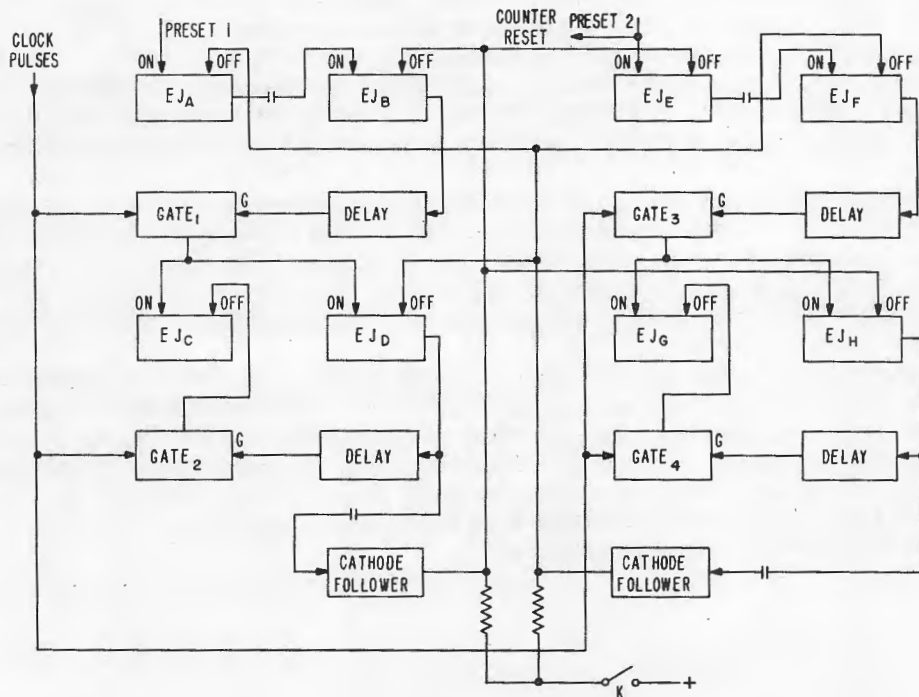 CLOCK PULSES
PRESET 1
COUNTER RESET
PRESET 2
ON
OFF
EJA
ON
OFF
EJB
ON
OFF
EJE
ON
OFF
EJF
GATE1
G
DELAY
GATE3
G
DELAY
ON
OFF
EJC
ON
OFF
EJD
ON
OFF
EJG
ON
OFF
EJH
GATE2
G
DELAY
GATE4
G
DELAY
CATHODE FOLLOWER
CATHODE FOLLOWER
K
+